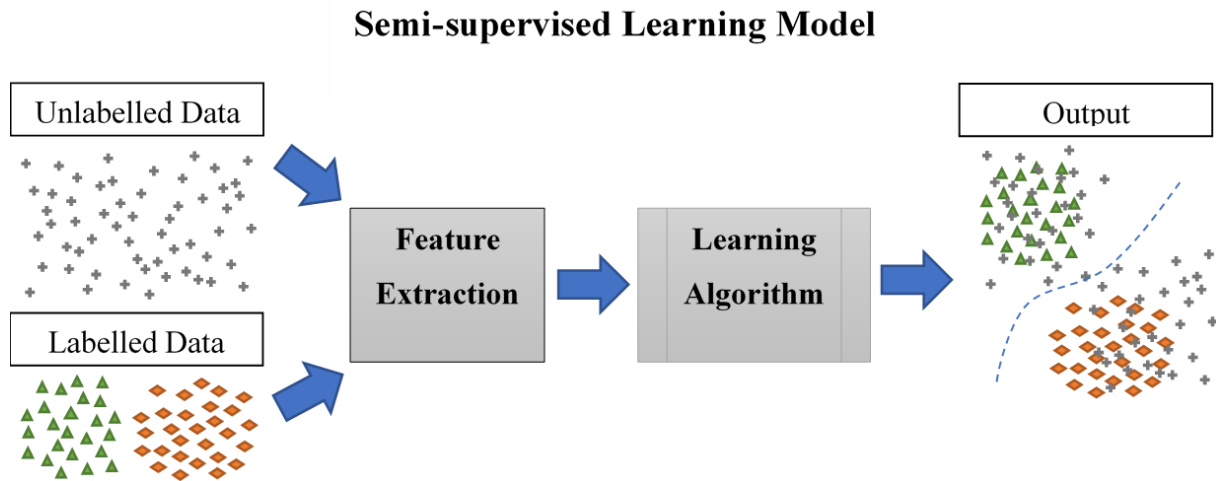 Semi-supervised Learning Model
Unlabelled Data
Labelled Data
Feature
Extraction
Learning
Algorithm
Output